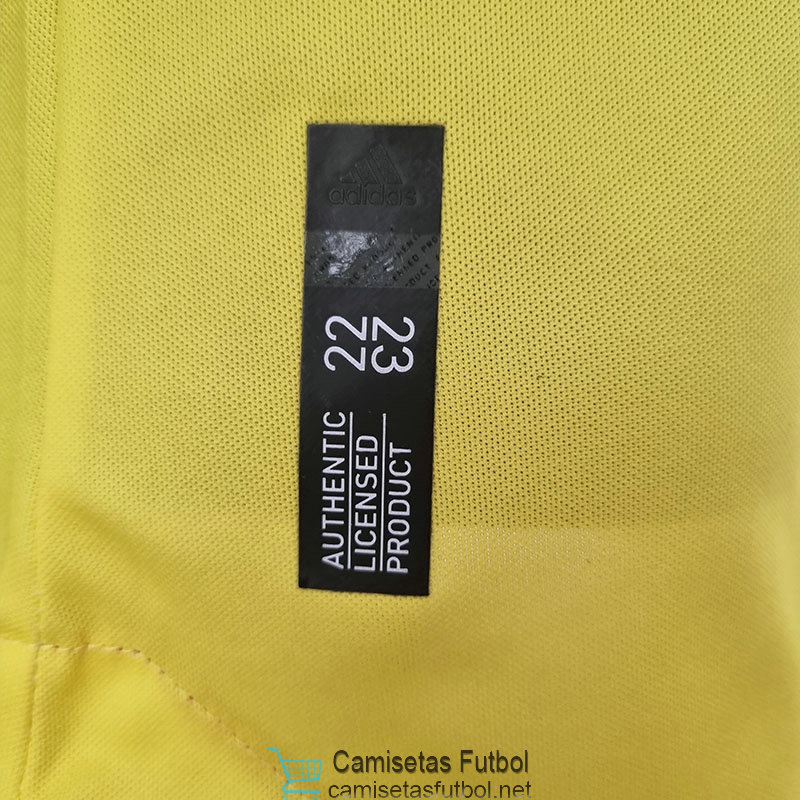 adidas
22
23
AUTHENTIC
LICENSED
PRODUCT
Camisetas Futbol
camisetasfutbol.net